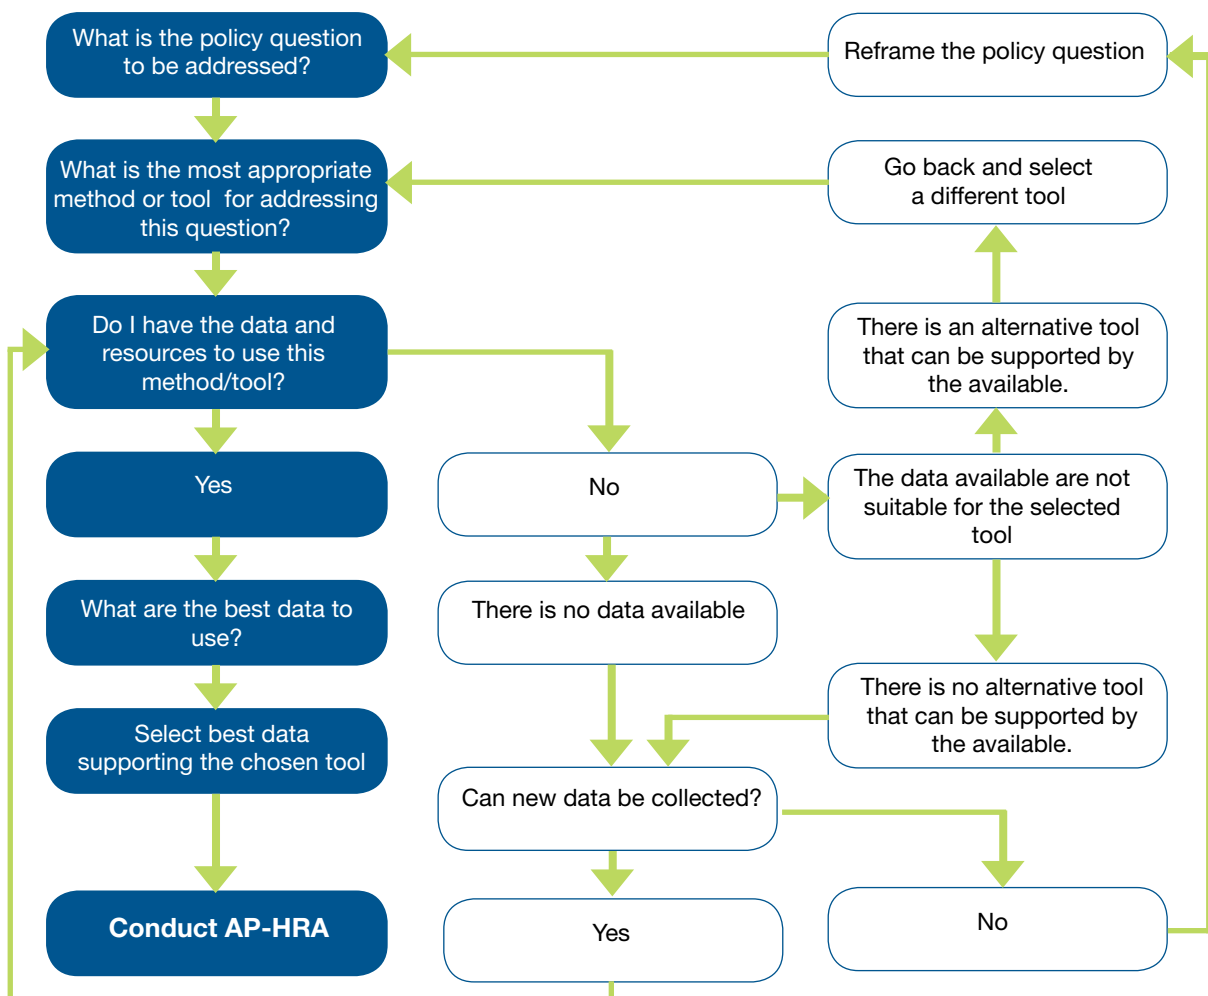 What is the policy question
to be addressed?
Reframe the policy question
What is the most appropriate
method or tool for addressing
this question?
Go back and select
a different tool
Do I have the data and
resources to use this
method/tool?
There is an alternative tool
that can be supported by
the available.
Yes
No
The data available are not
suitable for the selected
tool
What are the best data to
use?
There is no data available
There is no alternative tool
that can be supported by
the available.
Select best data
supporting the chosen tool
Can new data be collected?
Conduct AP-HRA
Yes
No